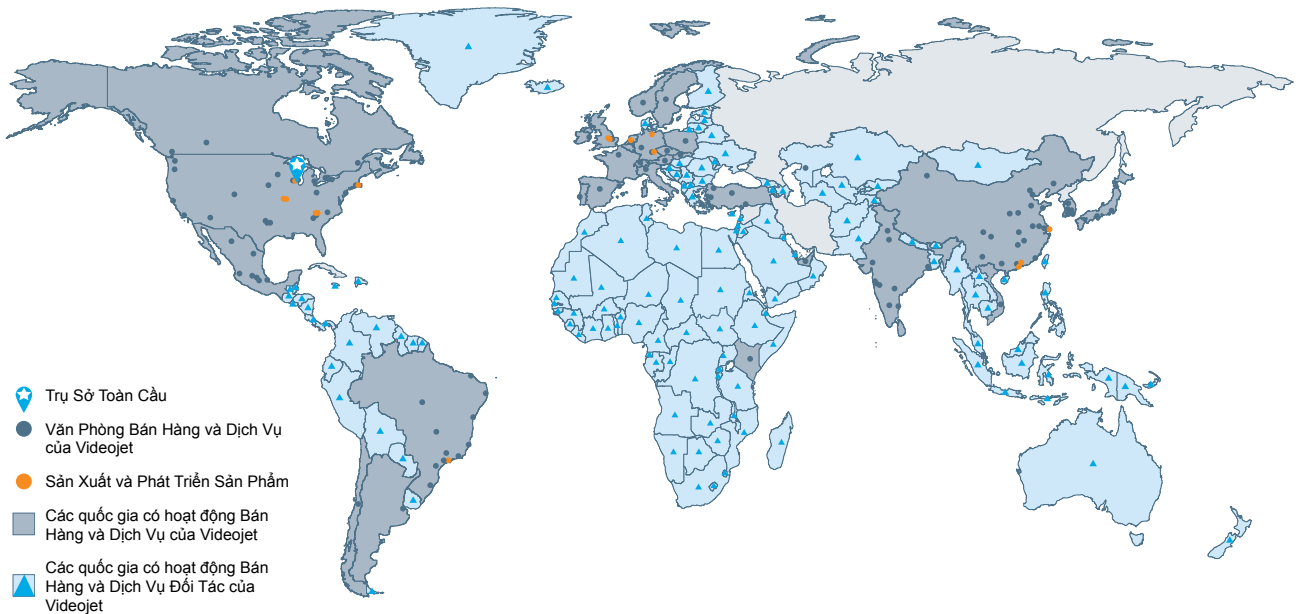 Trụ Sở Toàn Cầu
Văn Phòng Bán Hàng và Dịch Vụ
của Videojet
Sản Xuất và Phát Triển Sản Phẩm
Các quốc gia có hoạt động Bán
Hàng và Dịch Vụ của Videojet
Các quốc gia có hoạt động Bán
Hàng và Dịch Vụ Đối Tác của
Videojet